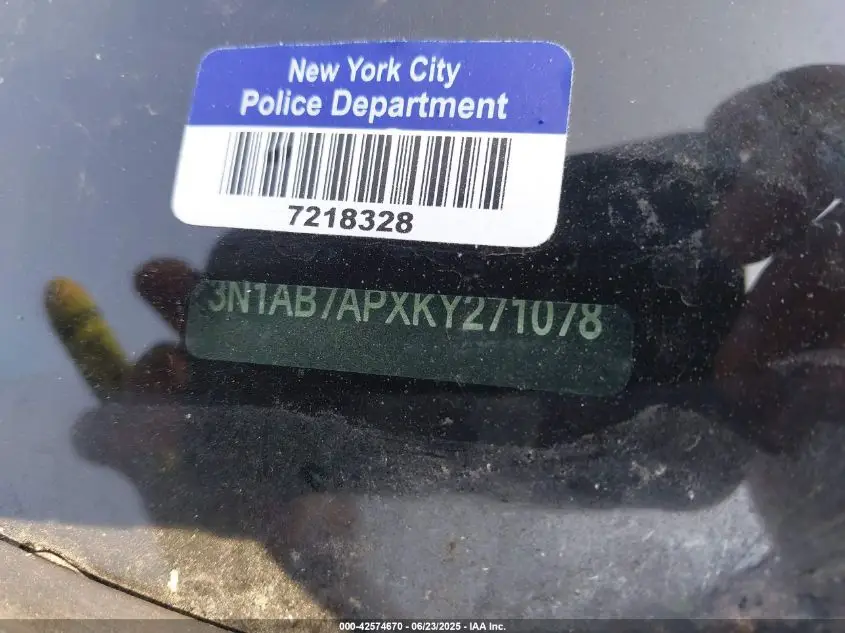 New York City
Police Department
7218328
3N1AB7APXKY271078
000-42574670 - 06/23/2025 - IAA Inc.